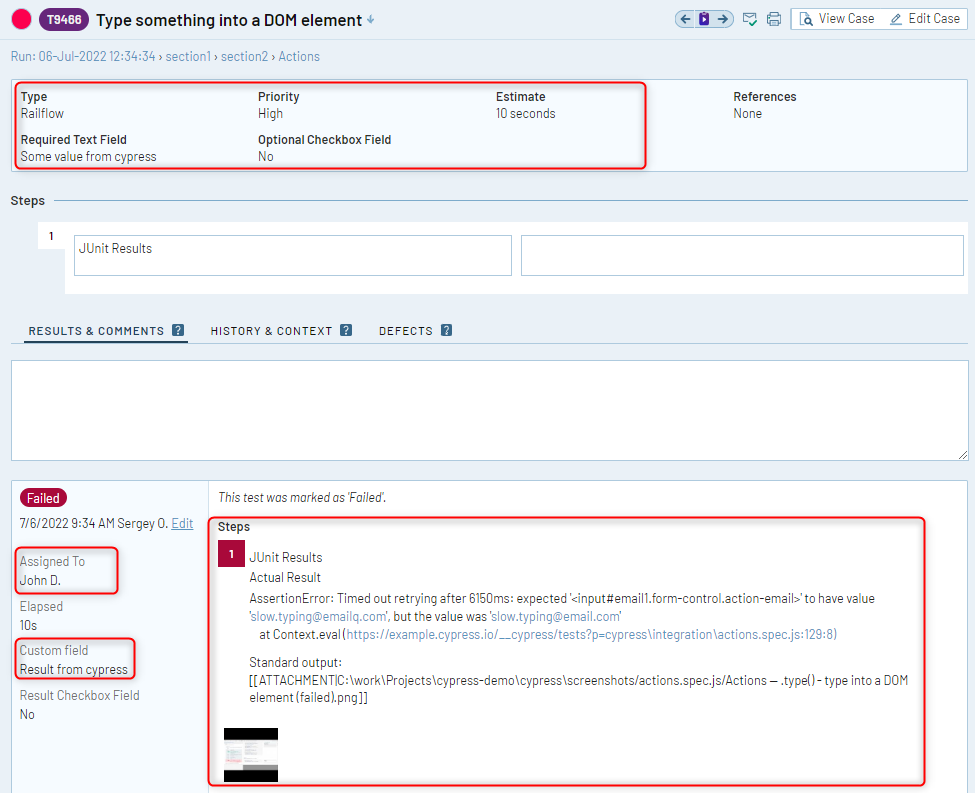 T9466 Type something into a DOM element
View Case Edit Case
Run: 06-Jul-2022 12:34:34 › section1 › section2 › Actions
Type Priority Estimate References
Railflow High 10 seconds None
Required Text Field Optional Checkbox Field
Some value from cypress No
Steps
1
JUnit Results
RESULTS & COMMENTS ? HISTORY & CONTEXT ? DEFECTS ?
Failed
7/6/2022 9:34 AM Sergey O. Edit
Assigned To
John D.
Elapsed
10s
Custom field
Result from cypress
Result Checkbox Field
No
This test was marked as 'Failed'.
Steps
1
JUnit Results
Actual Result
AssertionError: Timed out retrying after 6150ms: expected '<input#email1.form-control.action-email>' to have value
'slow.typing@emailq.com', but the value was 'slow.typing@email.com'
at Context.eval (https://example.cypress.io/__cypress/tests?p=cypress\integration\actions.spec.js:129:8)
Standard output:
[[ATTACHMENT|C:\work\Projects\cypress-demo\cypress\screenshots/actions.spec.js/Actions -- .type() - type into a DOM
element (failed).png]]